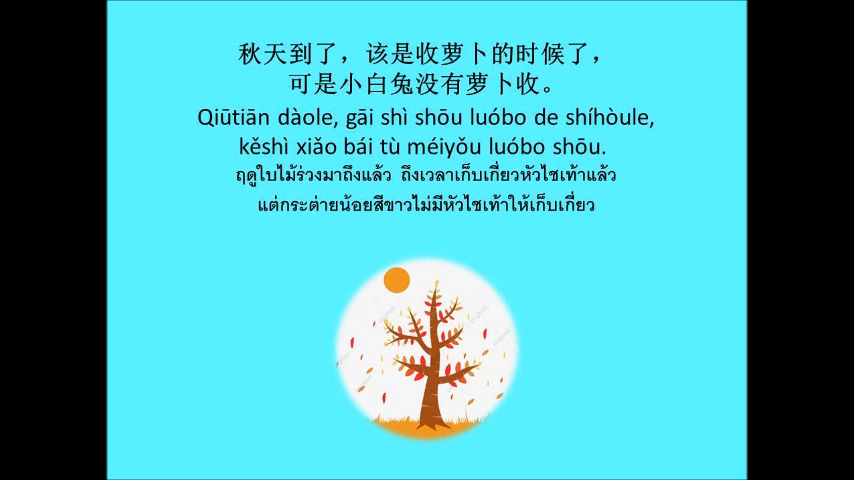 秋天到了，该是收萝卜的时候了，
可是小白兔没有萝卜收。
Qiūtiān dàole, gāi shì shōu luóbo de shíhòule,
kěshì xiǎo bái tù méiyǒu luóbo shōu.
ฤดูใบไม้ร่วงมาถึงแล้ว ถึงเวลาเก็บเกี่ยวหัวไชเท้าแล้ว
แต่กระต่ายน้อยสีขาวไม่มีหัวไชเท้าให้เก็บเกี่ยว